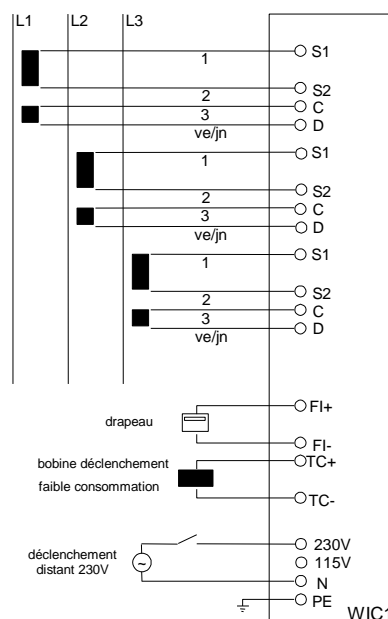 L1 L2 L3
1 S1
2 S2
3 C
ve/jn D
1 S1
2 S2
3 C
ve/jn D
1 S1
2 S2
3 C
ve/jn D
drapeau FI+
FI-
bobine déclenchement TC+
faible consommation
TC-
230V
déclenchement 115V
distant 230V ~
N
PE
WIC1